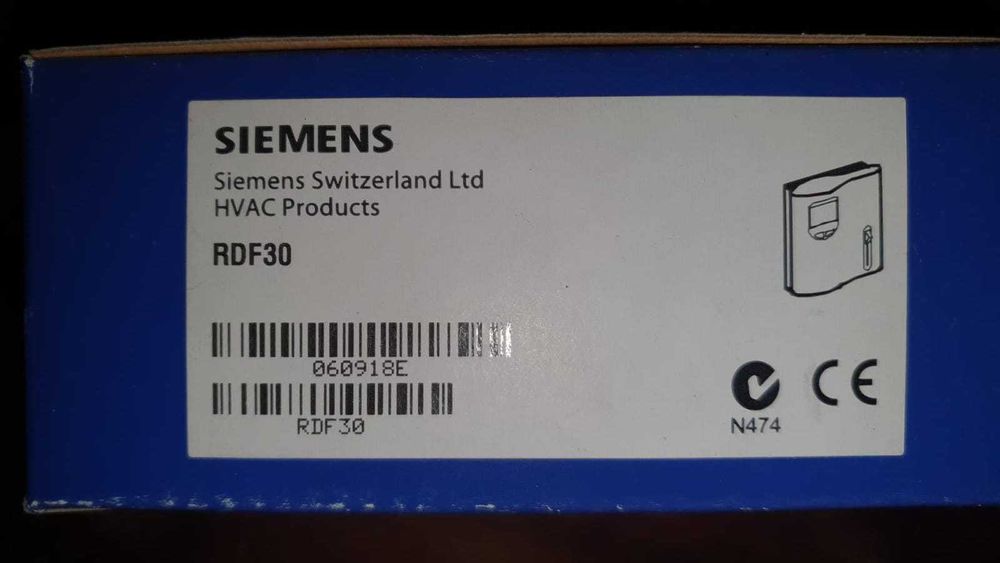 SIEMENS
Siemens Switzerland Ltd
HVAC Products
RDF30
060918E
RDF30
N474
CE